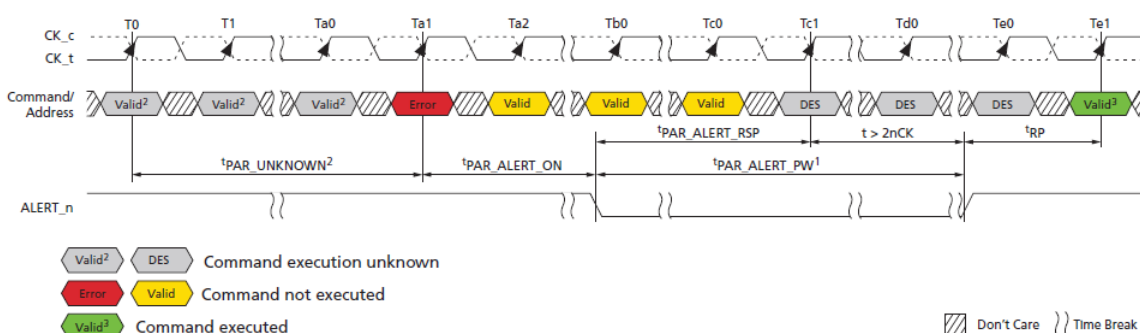 T0 T1 Ta0 Ta1 Ta2 Tb0 Tc0 Tc1 Td0 Te0 Te1
CK_c
CK_t
Command/
Address
Valid² Valid² Valid² Error Valid Valid Valid DES DES DES Valid³
tPAR_ALERT_RSP t > 2nCK tRP
tPAR_UNKNOWN² tPAR_ALERT_ON tPAR_ALERT_PW¹
ALERT_n
Valid² DES Command execution unknown
Error Valid Command not executed
Valid³ Command executed
Don't Care Time Break